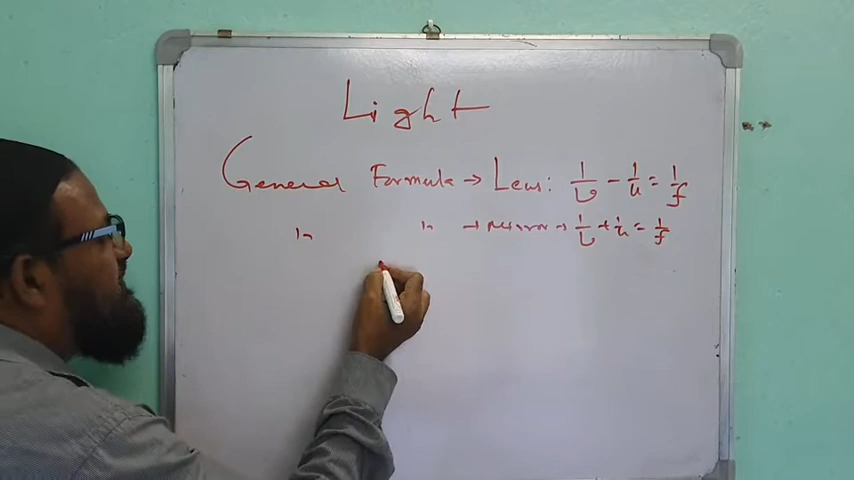 Light
General Formula → Lens: 1/v - 1/u = 1/f
" " → Mirror → 1/v + 1/u = 1/f